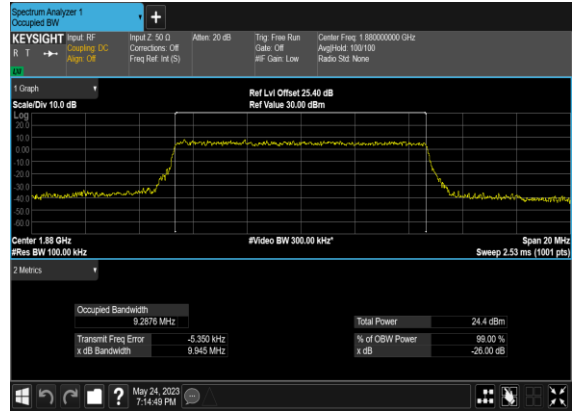 Spectrum Analyzer 1
Occupied BW
+
KEYSIGHT Input: RF Input Z: 50 Ω Atten: 20 dB Trig: Free Run Center Freq: 1.880000000 GHz
R T Coupling: DC Corrections: Off Gate: Off Avg|Hold: 100/100
Align: Off Freq Ref: Int (S) #IF Gain: Low Radio Std: None
1 Graph
Ref Lvl Offset 25.40 dB
Scale/Div 10.0 dB Ref Value 30.00 dBm
Log
20.0
10.0
0.00
-10.0
-20.0
-30.0
-40.0
-50.0
-60.0
Center 1.88 GHz #Video BW 300.00 kHz* Span 20 MHz
#Res BW 100.00 kHz Sweep 2.53 ms (1001 pts)
2 Metrics
Occupied Bandwidth
9.2876 MHz Total Power 24.4 dBm
Transmit Freq Error -5.350 kHz % of OBW Power 99.00 %
x dB Bandwidth 9.945 MHz x dB -26.00 dB
? May 24, 2023
7:14:49 PM